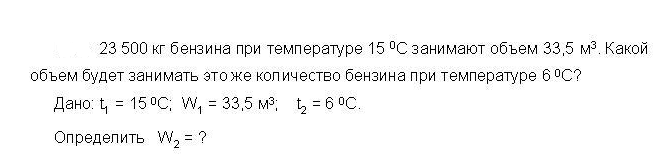 23 500 кг бензина при температуре 15 ⁰С занимают объем 33,5 м³. Какой
объем будет занимать это же количество бензина при температуре 6 ⁰С?
Дано: t₁ = 15 ⁰С; W₁ = 33,5 м³; t₂ = 6 ⁰С.
Определить W₂ = ?